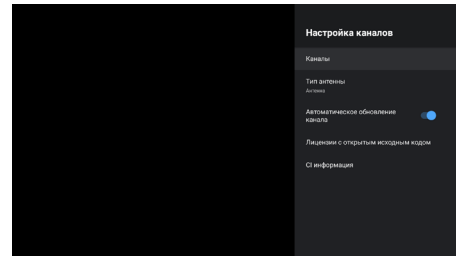 Настройка каналов
Каналы
Тип антенны
Антенна
Автоматическое обновление
канала
Лицензии с открытым исходным кодом
CI информация